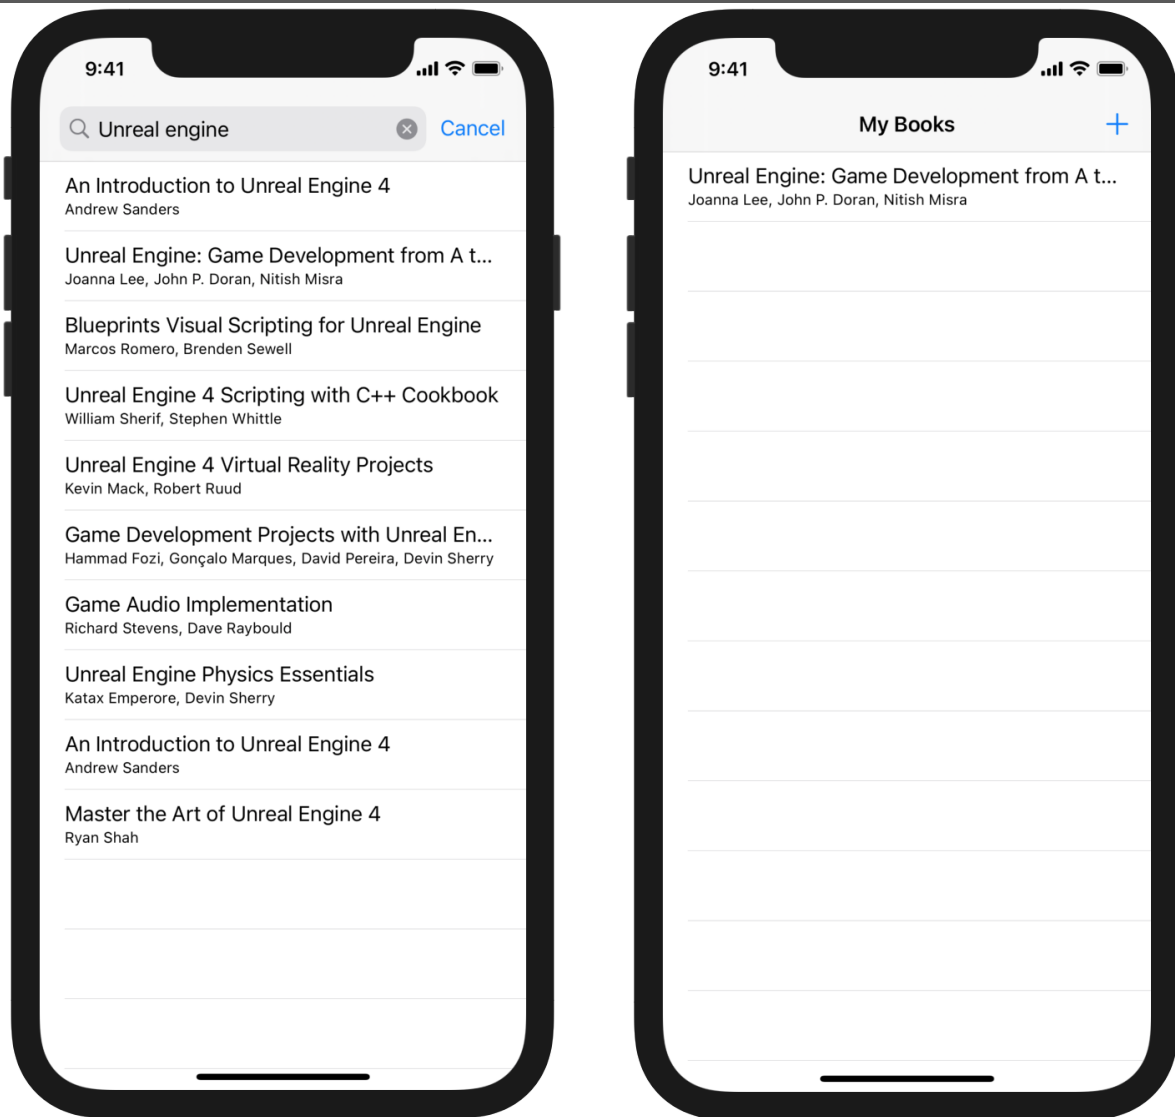 9:41
Unreal engine
Cancel
An Introduction to Unreal Engine 4
Andrew Sanders
Unreal Engine: Game Development from A t...
Joanna Lee, John P. Doran, Nitish Misra
Blueprints Visual Scripting for Unreal Engine
Marcos Romero, Brenden Sewell
Unreal Engine 4 Scripting with C++ Cookbook
William Sherif, Stephen Whittle
Unreal Engine 4 Virtual Reality Projects
Kevin Mack, Robert Ruud
Game Development Projects with Unreal En...
Hammad Fozi, Gonçalo Marques, David Pereira, Devin Sherry
Game Audio Implementation
Richard Stevens, Dave Raybould
Unreal Engine Physics Essentials
Katax Emperore, Devin Sherry
An Introduction to Unreal Engine 4
Andrew Sanders
Master the Art of Unreal Engine 4
Ryan Shah
9:41
My Books
Unreal Engine: Game Development from A t...
Joanna Lee, John P. Doran, Nitish Misra